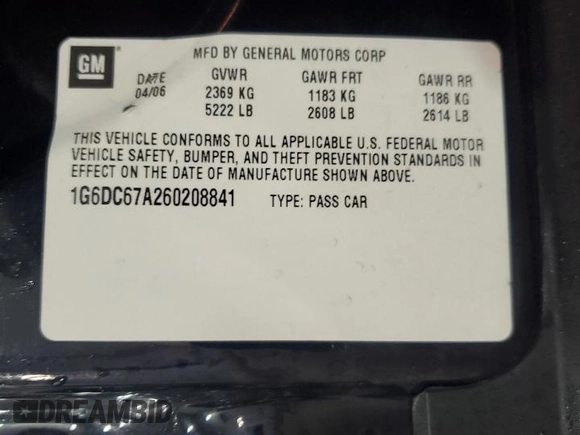 GM
MFD BY GENERAL MOTORS CORP
DATE GVWR GAWR FRT GAWR RR
04/06 2369 KG 1183 KG 1186 KG
5222 LB 2608 LB 2614 LB
THIS VEHICLE CONFORMS TO ALL APPLICABLE U.S. FEDERAL MOTOR
VEHICLE SAFETY, BUMPER, AND THEFT PREVENTION STANDARDS IN
EFFECT ON THE DATE OF MANUFACTURE SHOWN ABOVE.
1G6DC67A260208841 TYPE: PASS CAR
DREAMBID